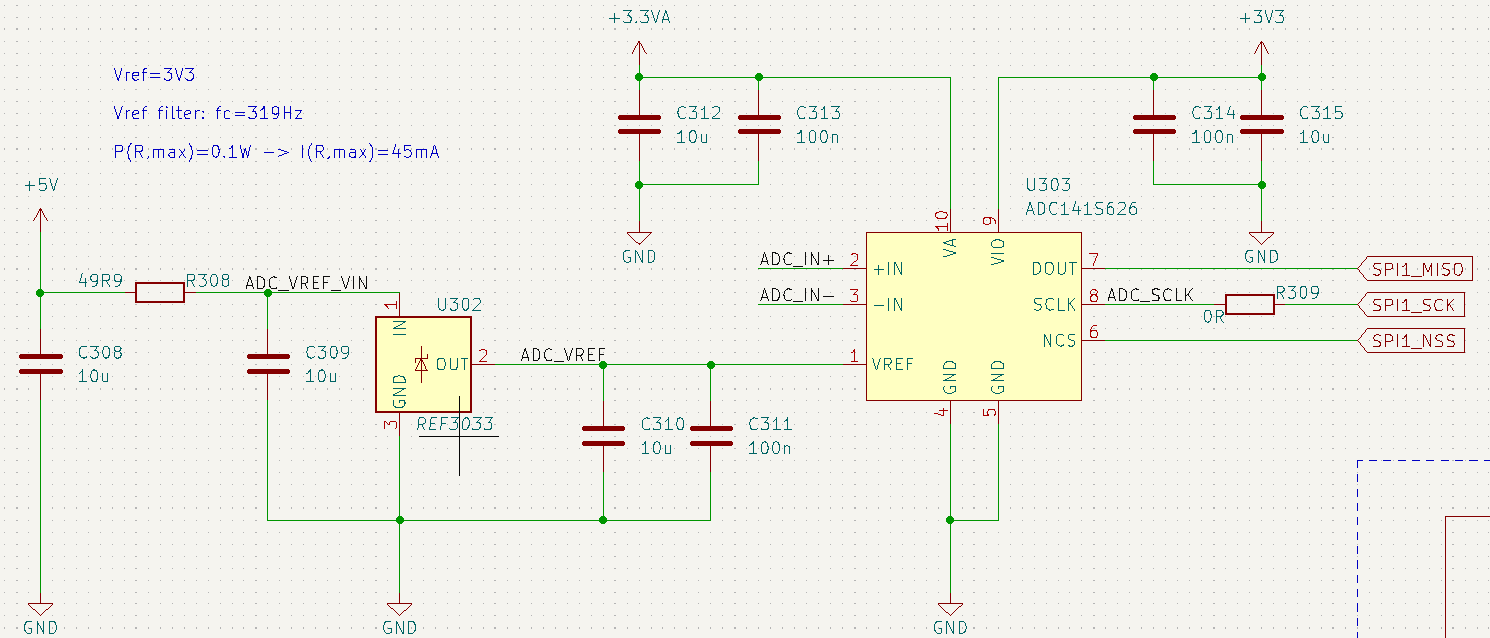 +3.3VA
+3V3
Vref=3V3
Vref filter: fc=319Hz
P(R,max)=0.1W -> I(R,max)=45mA
C312
10u
C313
100n
C314
100n
C315
10u
+5V
GND
GND
U303
ADC141S626
10
VA
9
VIO
ADC_IN+
2
+IN
ADC_IN-
3
-IN
DOUT
7
SPI1_MISO
SCLK
8
ADC_SCLK
0R
R309
SPI1_SCK
NCS
6
SPI1_NSS
1
VREF
GND
4
GND
5
49R9
R308
ADC_VREF_VIN
1
IN
U302
OUT
2
ADC_VREF
GND
3
REF3033
C308
10u
C309
10u
C310
10u
C311
100n
GND
GND
GND